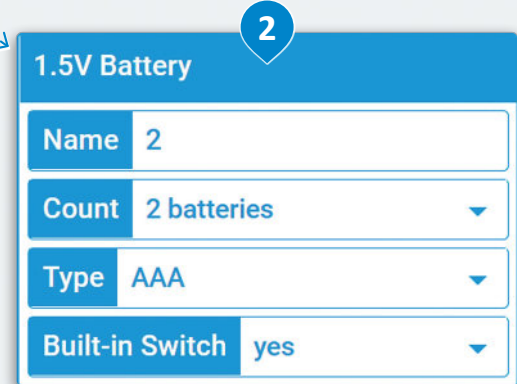 2
1.5V Battery
Name 2
Count 2 batteries
Type AAA
Built-in Switch yes